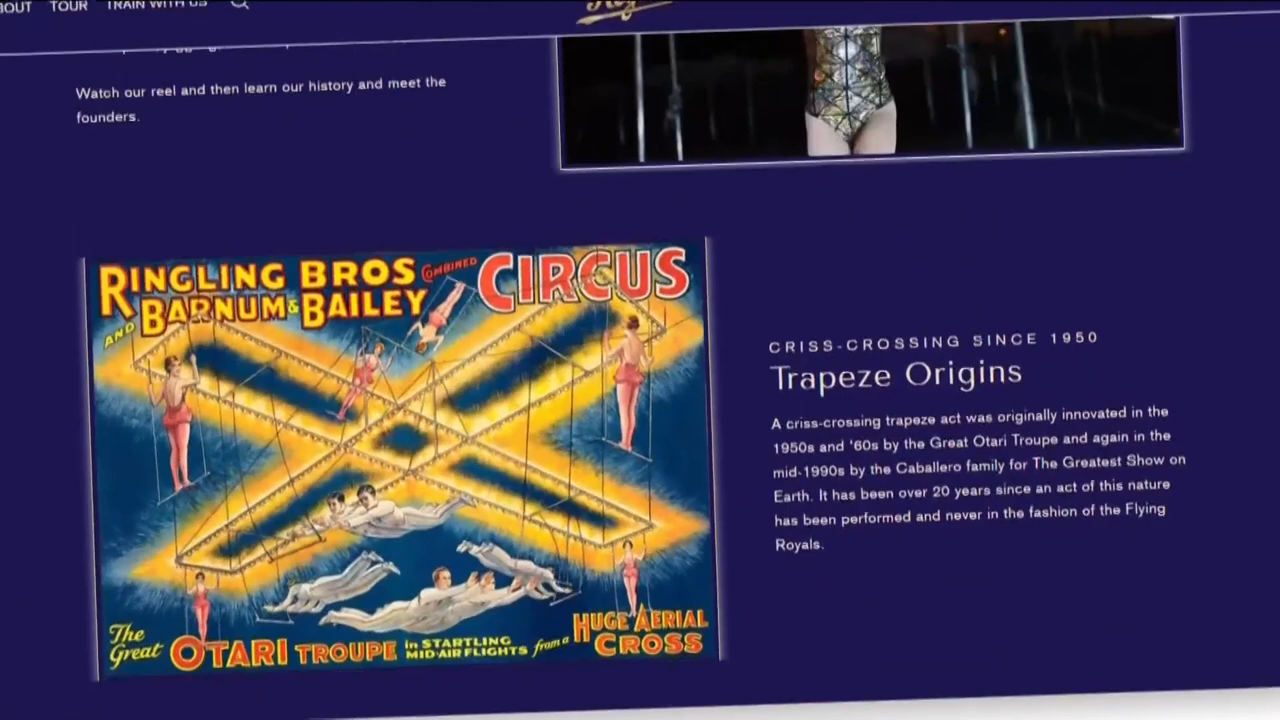 TOUR
TRAIN WITH US
Watch our reel and then learn our history and meet the
founders.
RINGLING BROS
AND BARNUM & BAILEY
COMBINED
CIRCUS
The Great OTARI TROUPE in STARTLING MID-AIR FLIGHTS from a HUGE AERIAL CROSS
CRISS-CROSSING SINCE 1950
Trapeze Origins
A criss-crossing trapeze act was originally innovated in the
1950s and '60s by the Great Otari Troupe and again in the
mid-1990s by the Caballero family for The Greatest Show on
Earth. It has been over 20 years since an act of this nature
has been performed and never in the fashion of the Flying
Royals.